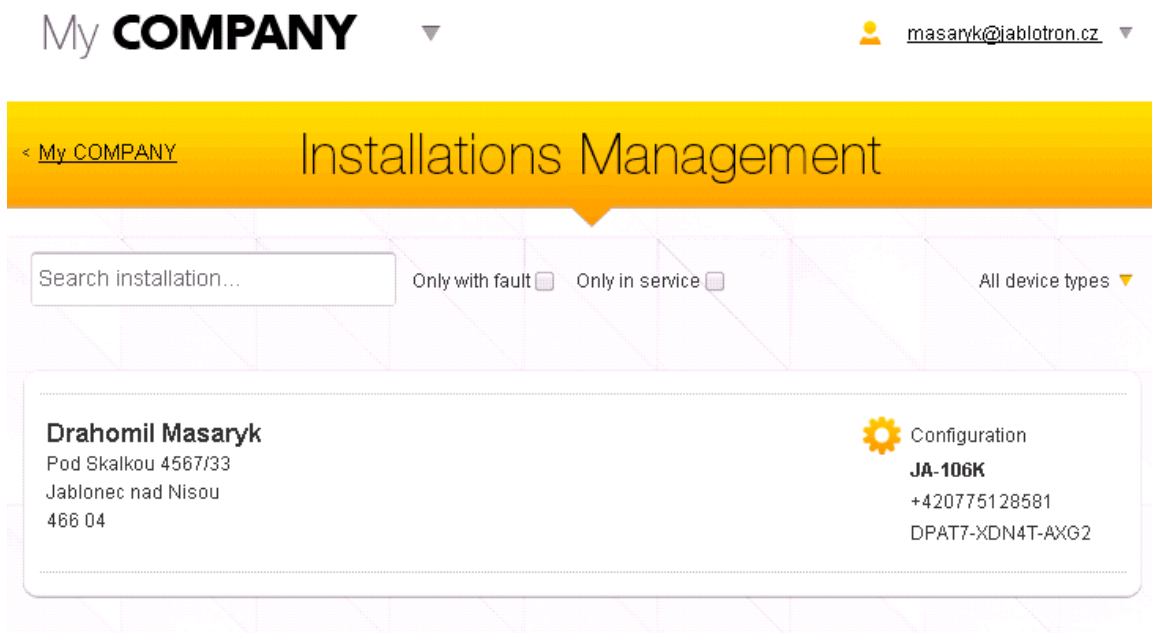 My COMPANY
masaryk@jablotron.cz
< My COMPANY
Installations Management
Search installation...
Only with fault
Only in service
All device types
Drahomil Masaryk
Pod Skalkou 4567/33
Jablonec nad Nisou
466 04
Configuration
JA-106K
+420775128581
DPAT7-XDN4T-AXG2